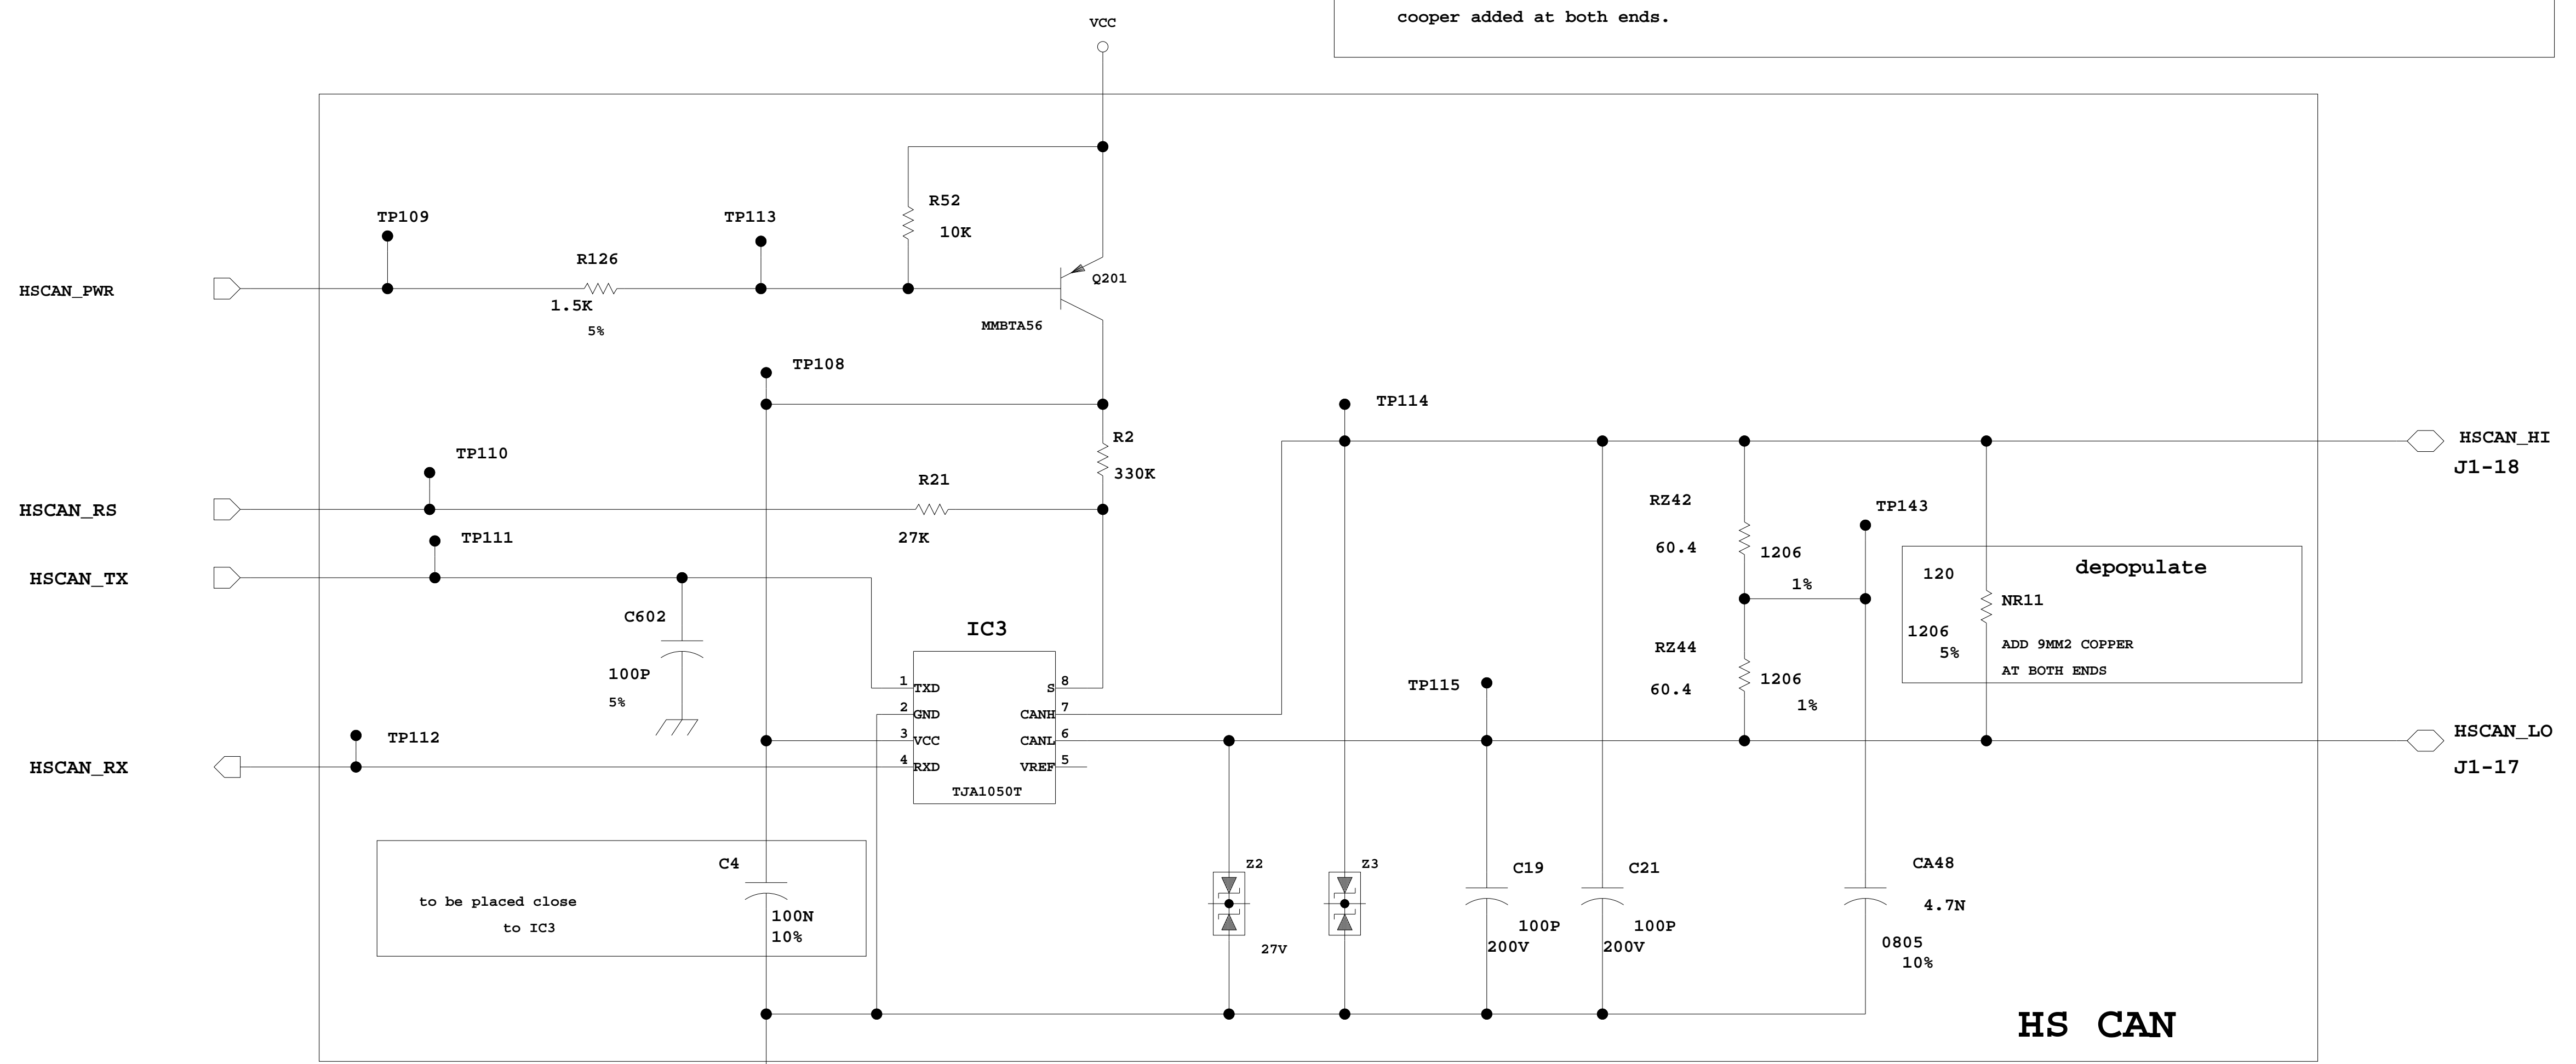 cooper added at both ends.
VCC
R52
10K
TP109
TP113
R126
HSCAN_PWR
1.5K
5%
Q201
MMBTA56
TP108
TP114
R2
330K
HSCAN_HI
J1-18
TP110
R21
HSCAN_RS
27K
TP111
HSCAN_TX
RZ42
60.4
1206
1%
TP143
depopulate
120
NR11
1206
5%
ADD 9MM2 COPPER
AT BOTH ENDS
C602
100P
5%
IC3
RZ44
60.4
1206
1%
TP115
1 TXD S 8
2 GND CANH 7
3 VCC CANL 6
4 RXD VREF 5
TJA1050T
TP112
HSCAN_RX
HSCAN_LO
J1-17
C4
100N
10%
to be placed close
to IC3
Z2
27V
Z3
C19
100P
200V
C21
100P
200V
CA48
4.7N
0805
10%
HS CAN